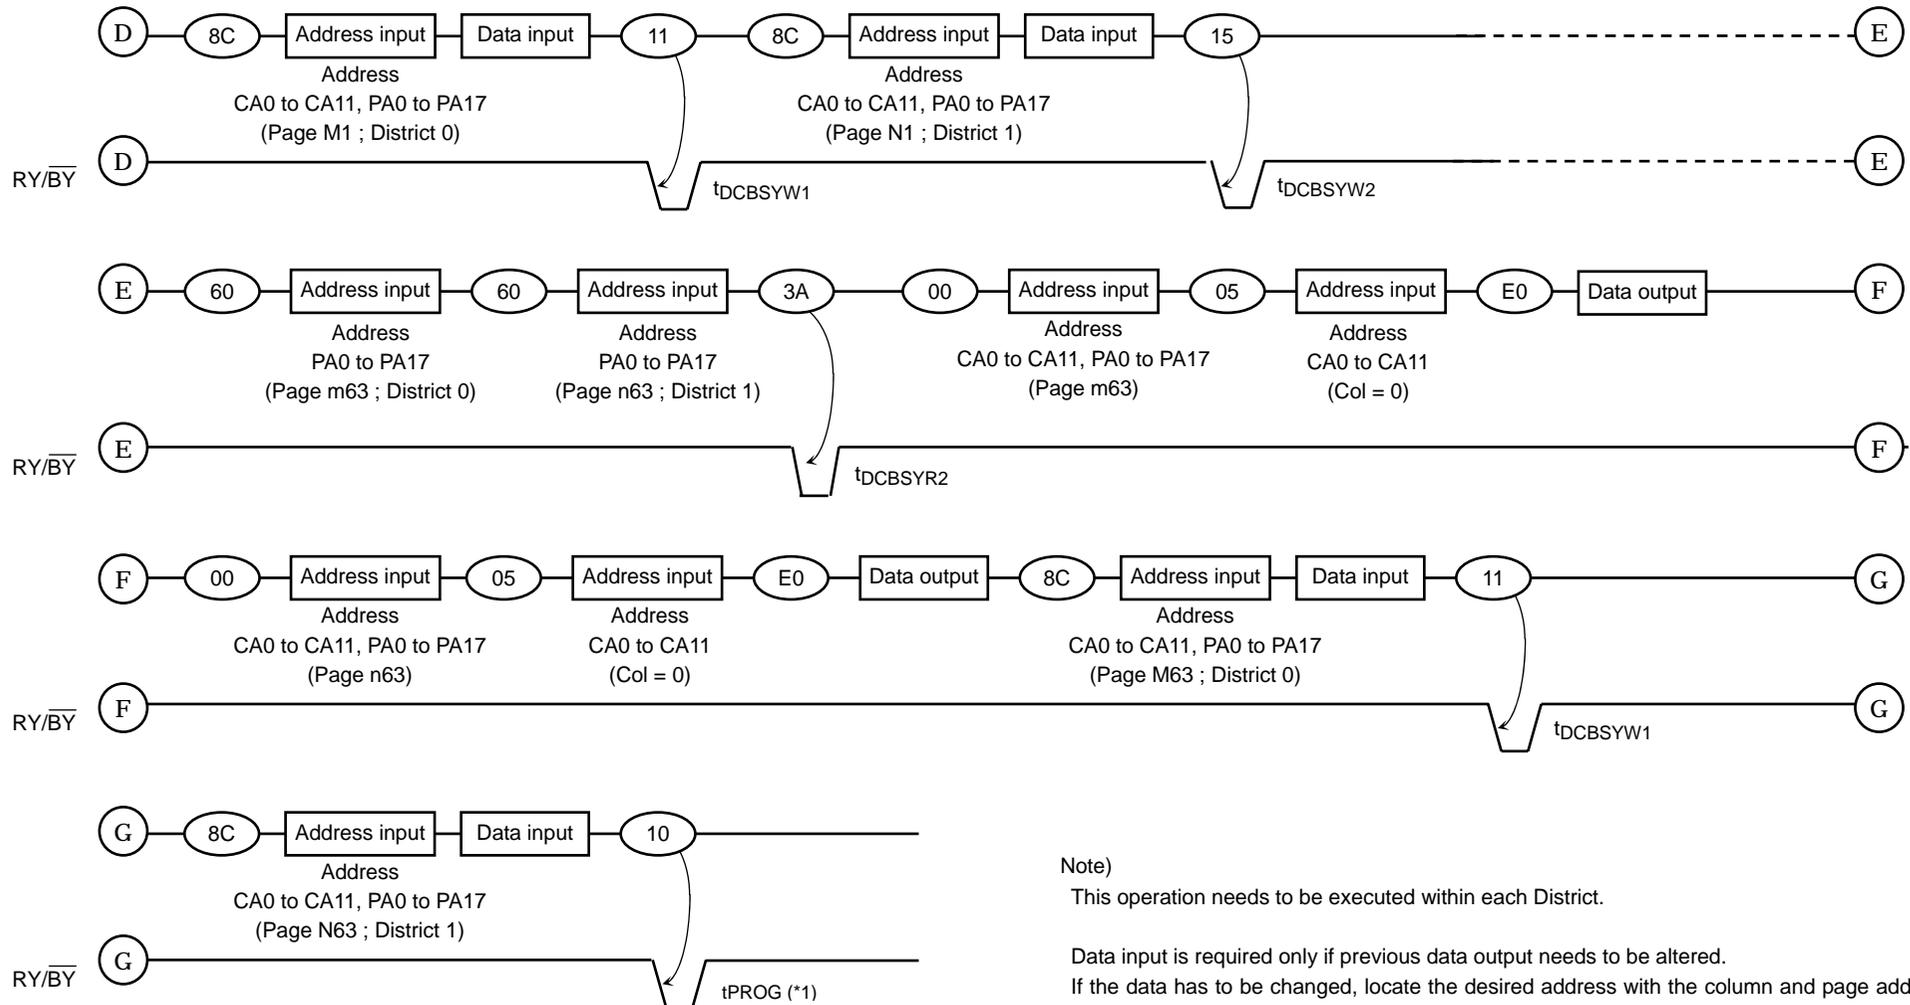 D 8C Address input Data input 11 8C Address input Data input 15 E
Address Address
CA0 to CA11, PA0 to PA17 CA0 to CA11, PA0 to PA17
(Page M1 ; District 0) (Page N1 ; District 1)
RY/BY D tDCBSYW1 tDCBSYW2 E
E 60 Address input 60 Address input 3A 00 Address input 05 Address input E0 Data output F
Address Address Address Address
PA0 to PA17 PA0 to PA17 CA0 to CA11, PA0 to PA17 CA0 to CA11
(Page m63 ; District 0) (Page n63 ; District 1) (Page m63) (Col = 0)
RY/BY E tDCBSYR2 F
F 00 Address input 05 Address input E0 Data output 8C Address input Data input 11 G
Address Address Address
CA0 to CA11, PA0 to PA17 CA0 to CA11 CA0 to CA11, PA0 to PA17
(Page n63) (Col = 0) (Page M63 ; District 0)
RY/BY F tDCBSYW1 G
G 8C Address input Data input 10
Address
CA0 to CA11, PA0 to PA17
(Page N63 ; District 1)
RY/BY G tPROG (*1)
Note)
This operation needs to be executed within each District.
Data input is required only if previous data output needs to be altered.
If the data has to be changed, locate the desired address with the column and page add